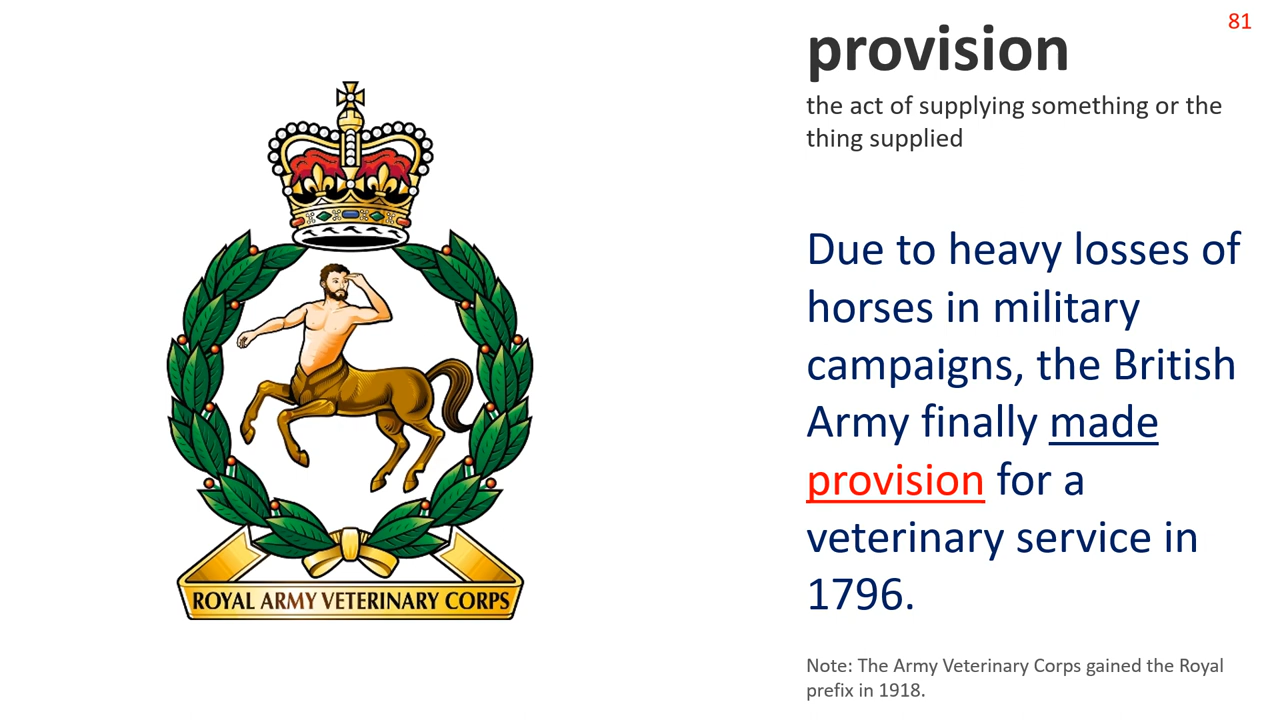 81
provision
the act of supplying something or the
thing supplied
Due to heavy losses of
horses in military
campaigns, the British
Army finally made
provision for a
veterinary service in
1796.
Note: The Army Veterinary Corps gained the Royal
prefix in 1918.
ROYAL ARMY VETERINARY CORPS